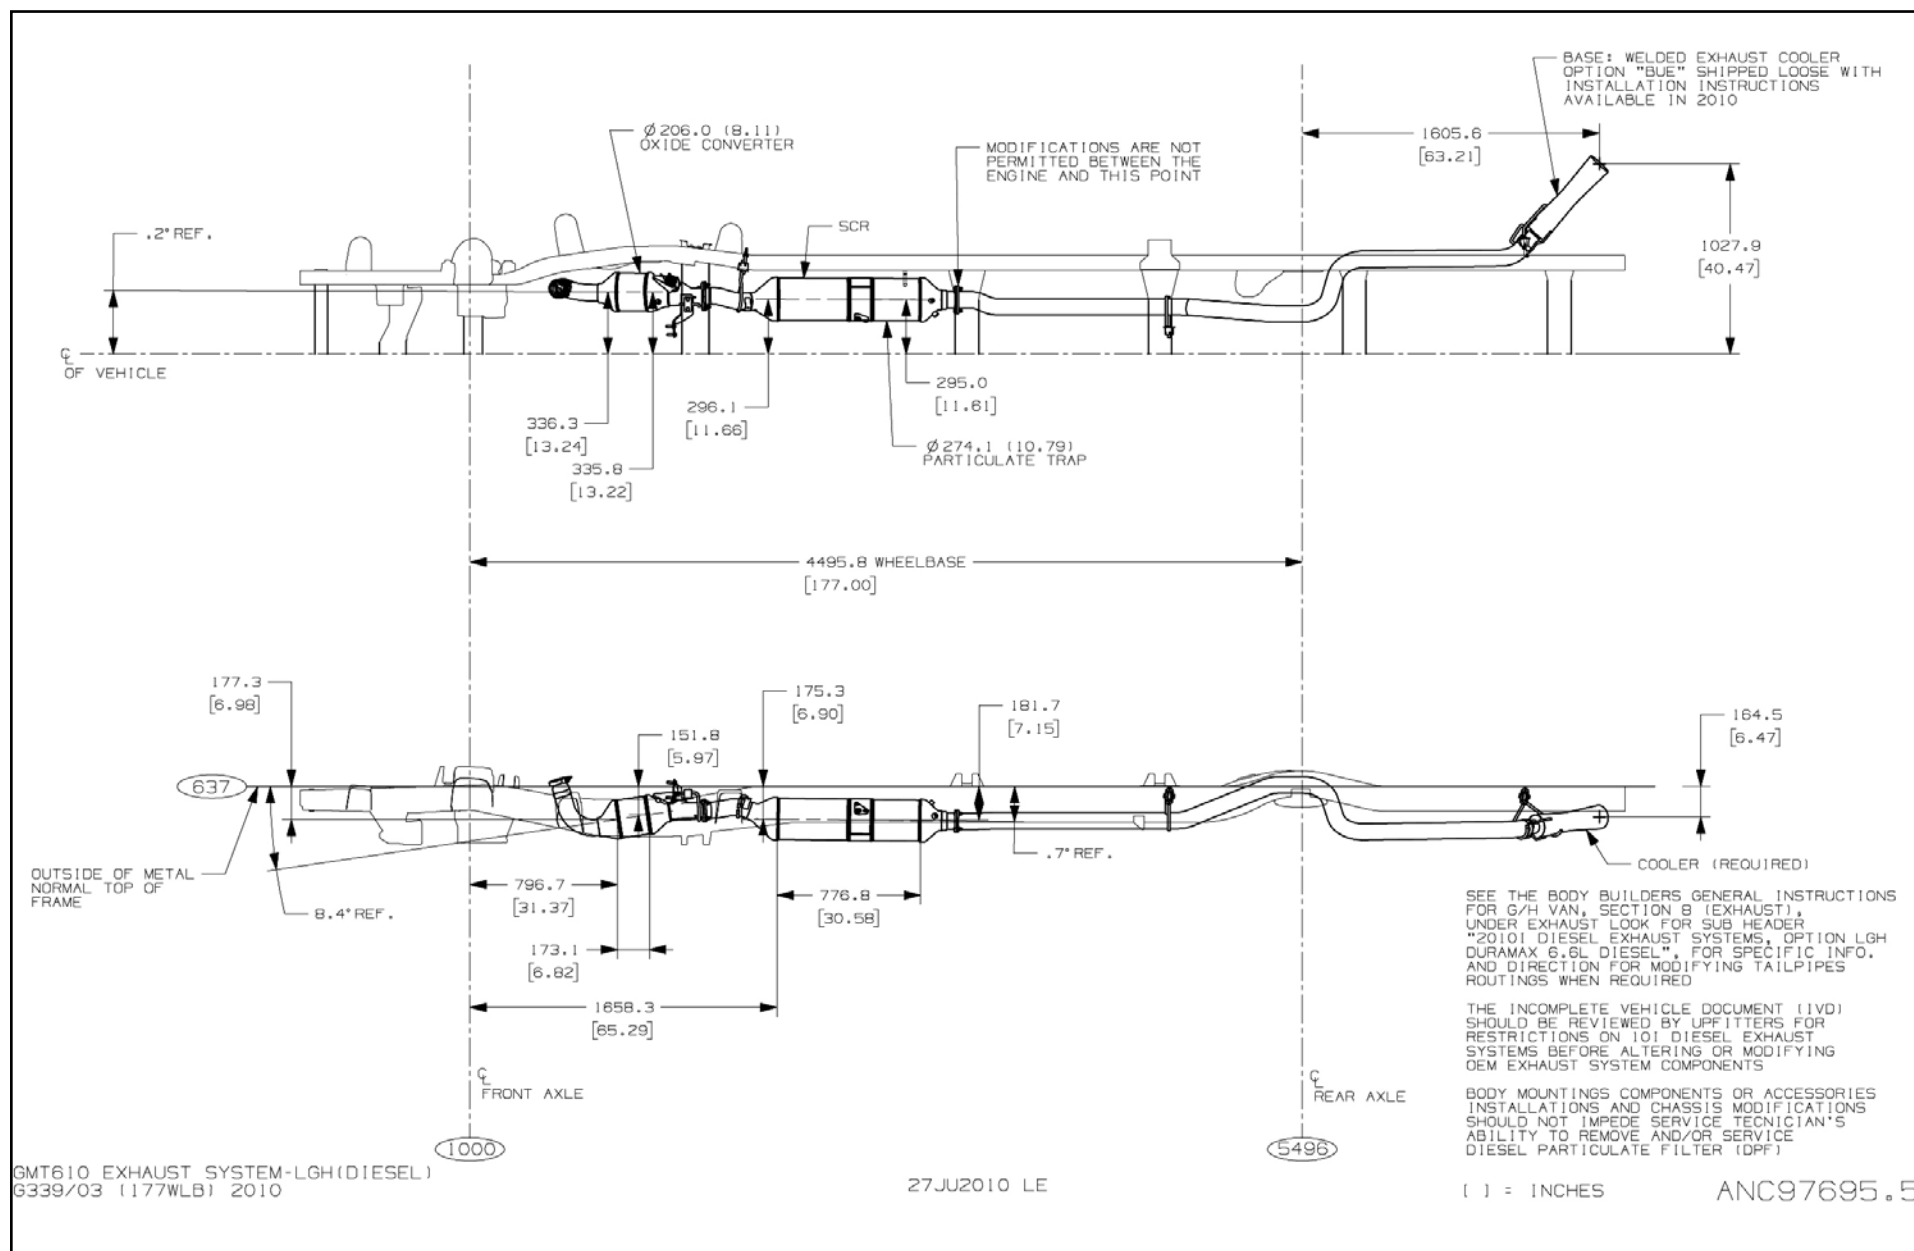 BASE: WELDED EXHAUST COOLER
OPTION "BUE" SHIPPED LOOSE WITH
INSTALLATION INSTRUCTIONS
AVAILABLE IN 2010
Ø206.0 (8.11)
OXIDE CONVERTER
MODIFICATIONS ARE NOT
PERMITTED BETWEEN THE
ENGINE AND THIS POINT
1605.6
[63.21]
.2° REF.
SCR
1027.9
[40.47]
℄
OF VEHICLE
295.0
[11.61]
296.1
[11.66]
336.3
[13.24]
Ø274.1 (10.79)
PARTICULATE TRAP
335.8
[13.22]
4495.8 WHEELBASE
[177.00]
177.3
[6.98]
175.3
[6.90]
181.7
[7.15]
164.5
[6.47]
151.8
[5.97]
637
.7° REF.
COOLER (REQUIRED)
OUTSIDE OF METAL
NORMAL TOP OF
FRAME
8.4° REF.
796.7
[31.37]
776.8
[30.58]
173.1
[6.82]
1658.3
[65.29]
SEE THE BODY BUILDERS GENERAL INSTRUCTIONS
FOR G/H VAN, SECTION B (EXHAUST),
UNDER EXHAUST LOOK FOR SUB HEADER
"2010I DIESEL EXHAUST SYSTEMS, OPTION LGH
DURAMAX 6.6L DIESEL", FOR SPECIFIC INFO.
AND DIRECTION FOR MODIFYING TAILPIPES
ROUTINGS WHEN REQUIRED
THE INCOMPLETE VEHICLE DOCUMENT (IVD)
SHOULD BE REVIEWED BY UPFITTERS FOR
RESTRICTIONS ON 10I DIESEL EXHAUST
SYSTEMS BEFORE ALTERING OR MODIFYING
OEM EXHAUST SYSTEM COMPONENTS
BODY MOUNTINGS COMPONENTS OR ACCESSORIES
INSTALLATIONS AND CHASSIS MODIFICATIONS
SHOULD NOT IMPEDE SERVICE TECNICIAN'S
ABILITY TO REMOVE AND/OR SERVICE
DIESEL PARTICULATE FILTER (DPF)
℄
FRONT AXLE
℄
REAR AXLE
1000
5496
GMT610 EXHAUST SYSTEM-LGH(DIESEL)
G339/03 (177WLB) 2010
27JU2010 LE
[ ] = INCHES
ANC97695.5